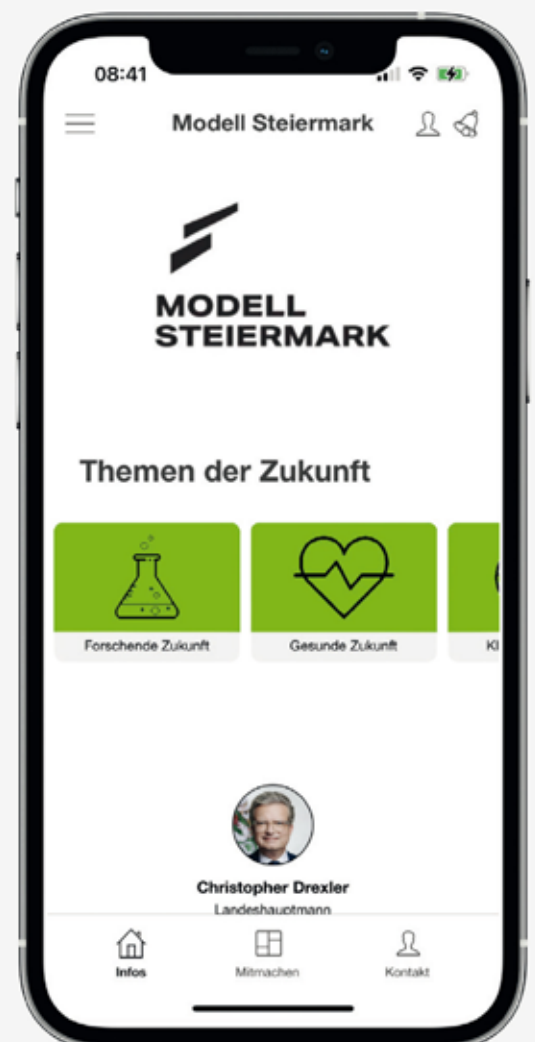 08:41
Modell Steiermark
MODELL
STEIERMARK
Themen der Zukunft
Forschende Zukunft
Gesunde Zukunft
Kl
Christopher Drexler
Landeshauptmann
Infos
Mitmachen
Kontakt